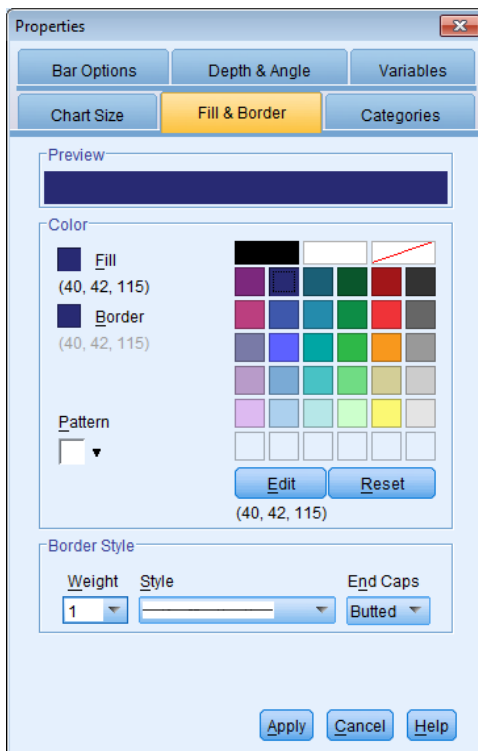 Properties
Bar Options Depth & Angle Variables
Chart Size Fill & Border Categories
Preview
Color
Fill
(40, 42, 115)
Border
(40, 42, 115)
Pattern
Edit Reset
(40, 42, 115)
Border Style
Weight Style End Caps
1 Butted
Apply Cancel Help